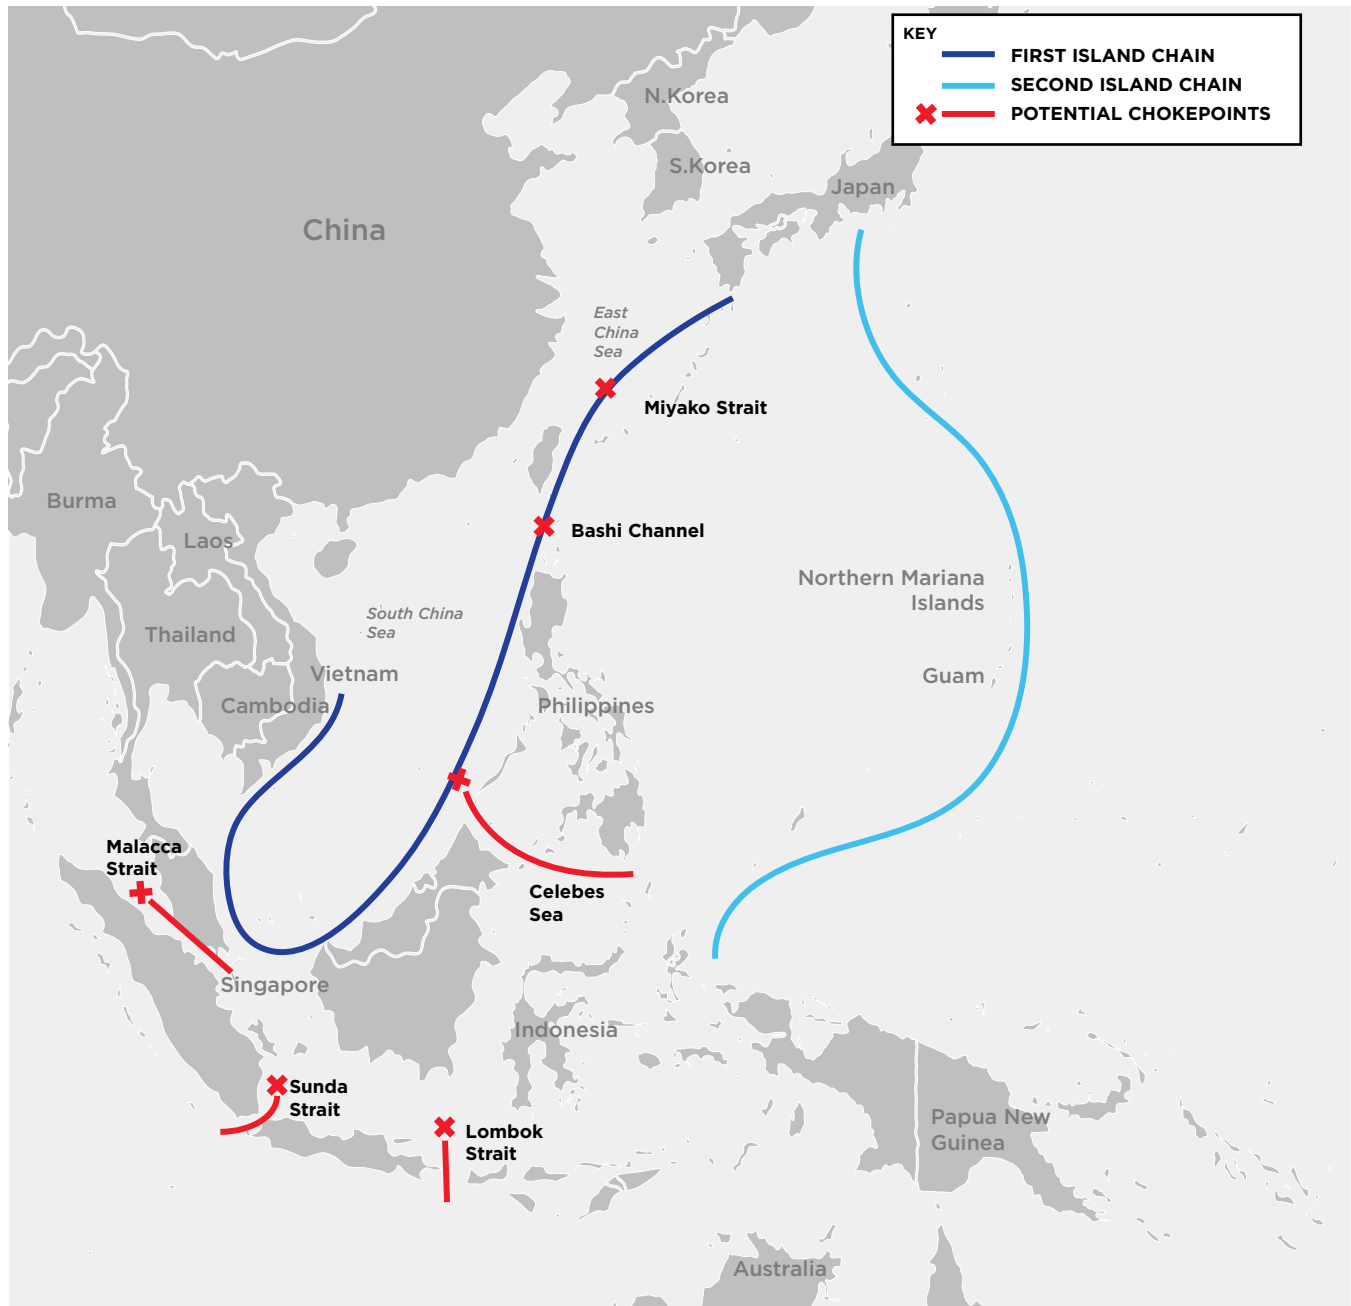 KEY
FIRST ISLAND CHAIN
SECOND ISLAND CHAIN
POTENTIAL CHOKEPOINTS
N.Korea
S.Korea
Japan
China
East
China
Sea
Miyako Strait
Burma
Bashi Channel
Laos
Northern Mariana
Islands
South China
Sea
Thailand
Vietnam
Guam
Cambodia
Philippines
Malacca
Strait
Celebes
Sea
Singapore
Indonesia
Sunda
Strait
Papua New
Guinea
Lombok
Strait
Australia